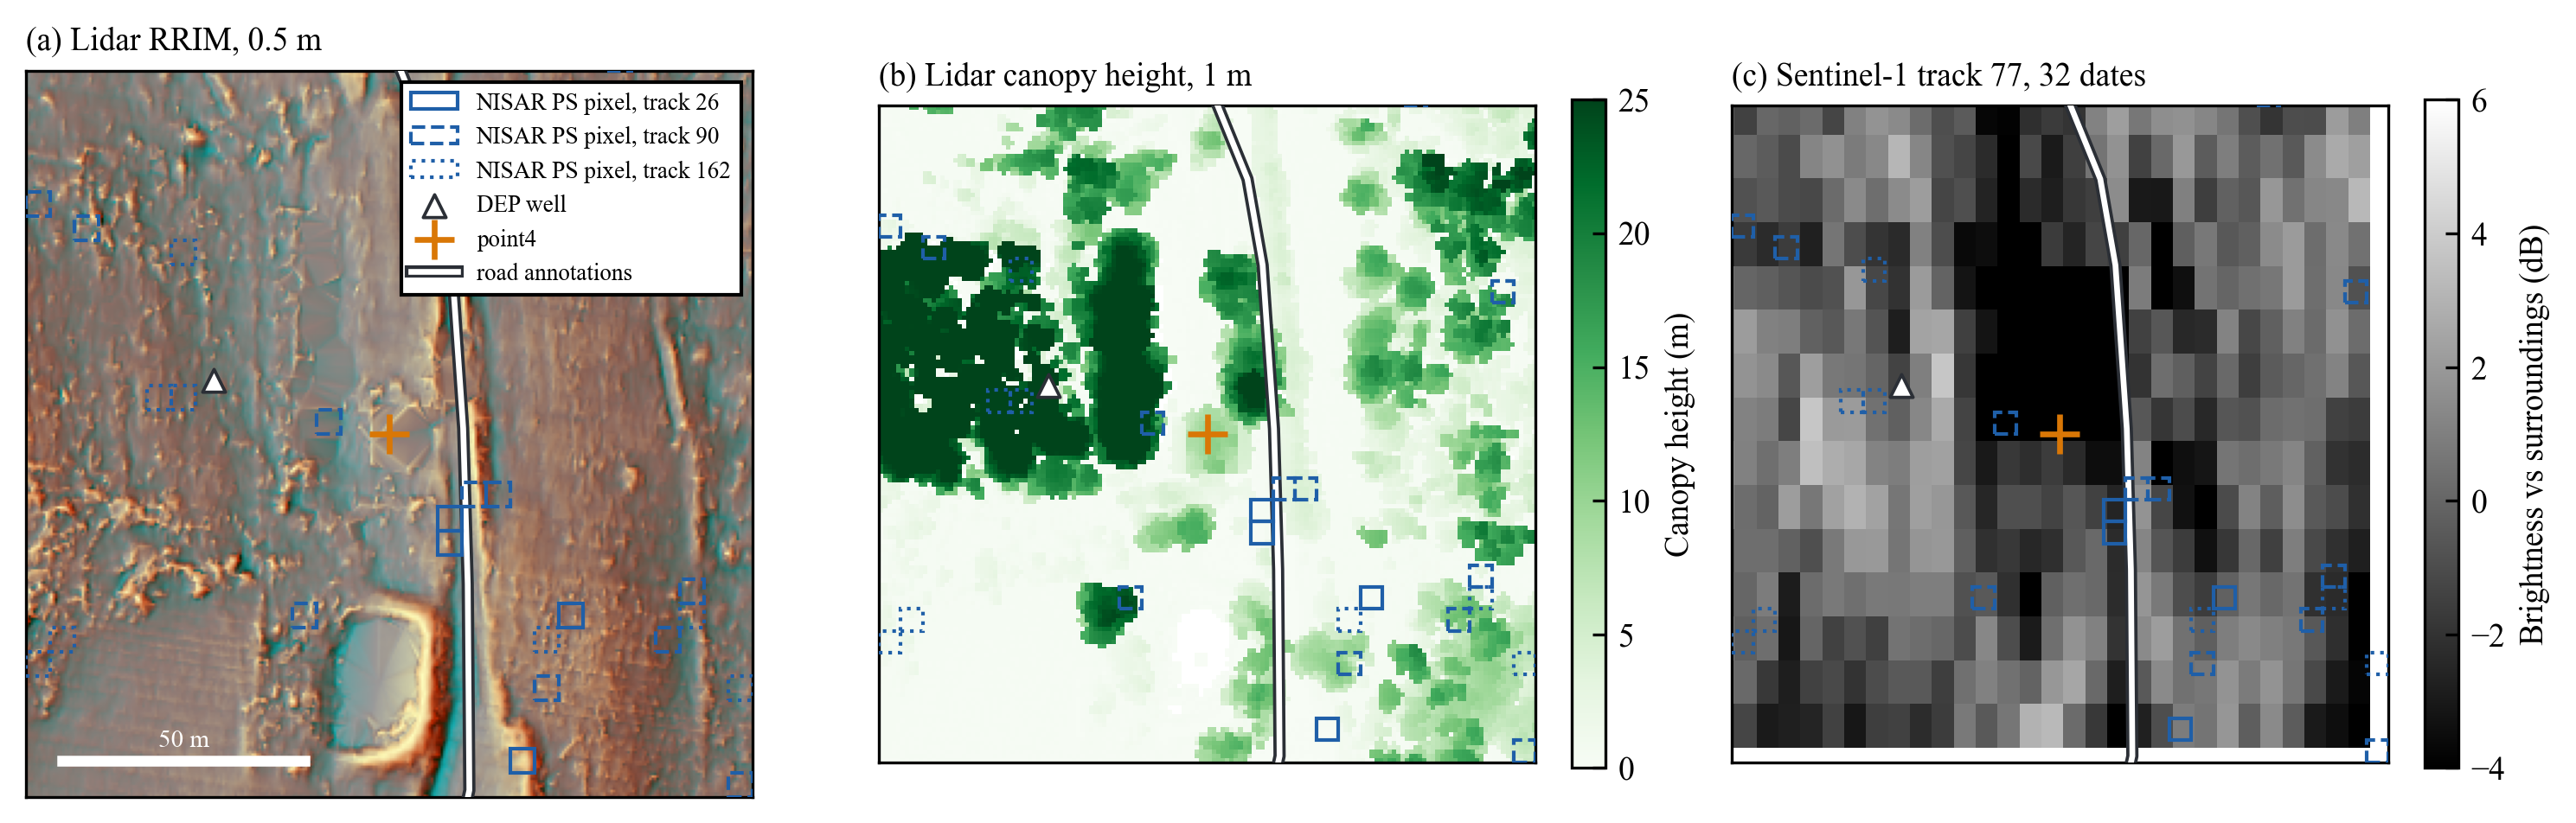 (a) Lidar RRIM, 0.5 m
NISAR PS pixel, track 26
NISAR PS pixel, track 90
NISAR PS pixel, track 162
DEP well
point4
road annotations
50 m
(b) Lidar canopy height, 1 m
25
20
15
10
5
0
Canopy height (m)
(c) Sentinel-1 track 77, 32 dates
6
4
2
0
−2
−4
Brightness vs surroundings (dB)